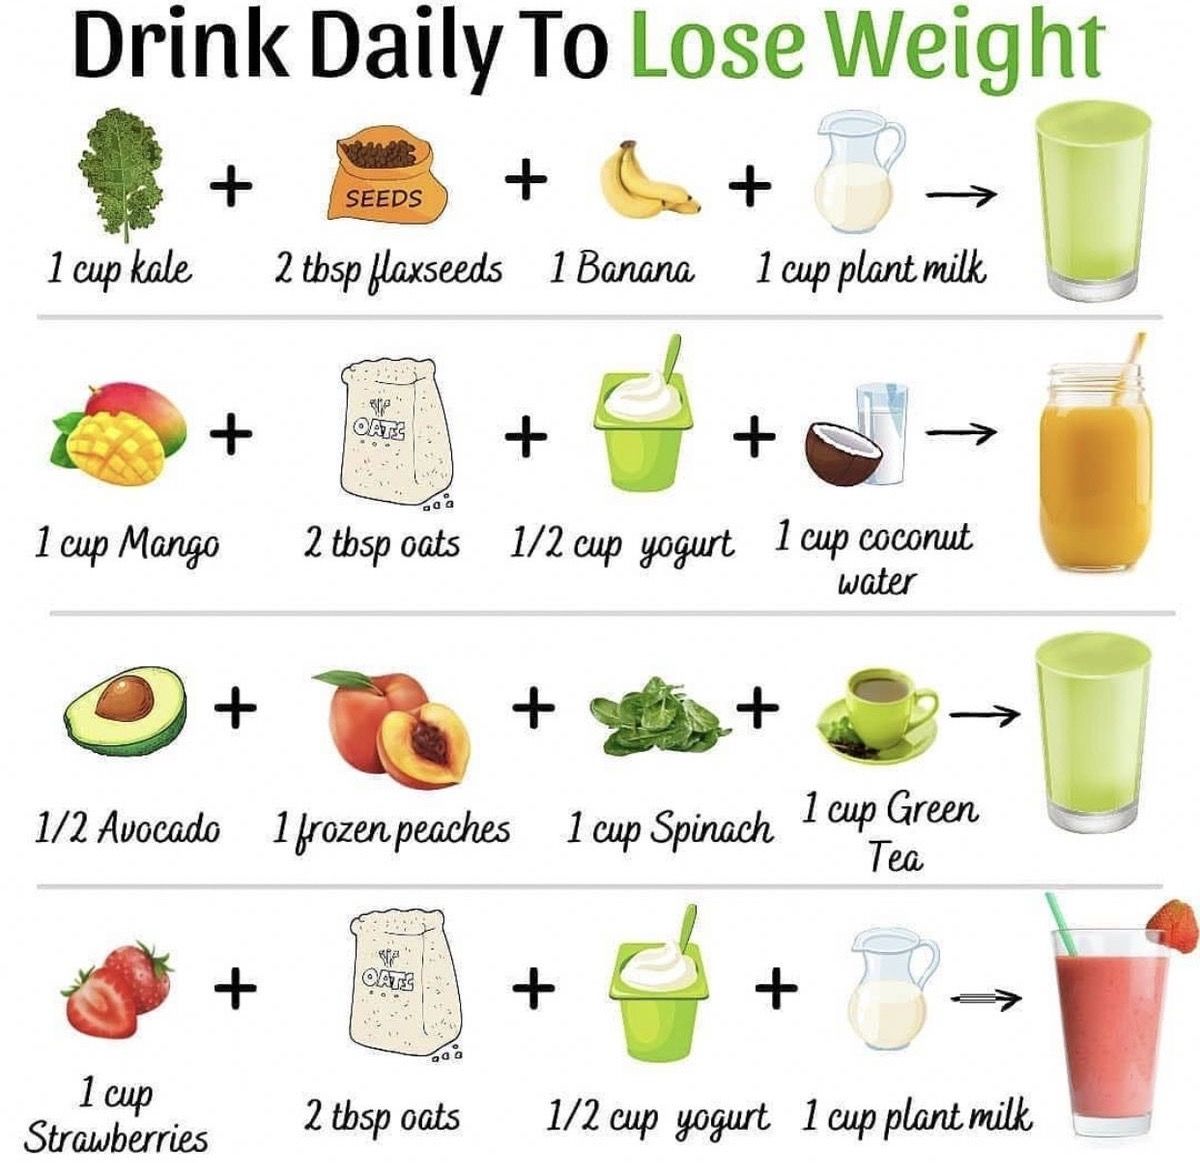 Drink Daily To Lose Weight
SEEDS
1 cup kale
2 tbsp flaxseeds
1 Banana
1 cup plant milk
OATS
1 cup Mango
2 tbsp oats
1/2 cup yogurt
1 cup coconut
water
1/2 Avocado
1 frozen peaches
1 cup Spinach
1 cup Green
Tea
OATS
1 cup
Strawberries
2 tbsp oats
1/2 cup yogurt
1 cup plant milk